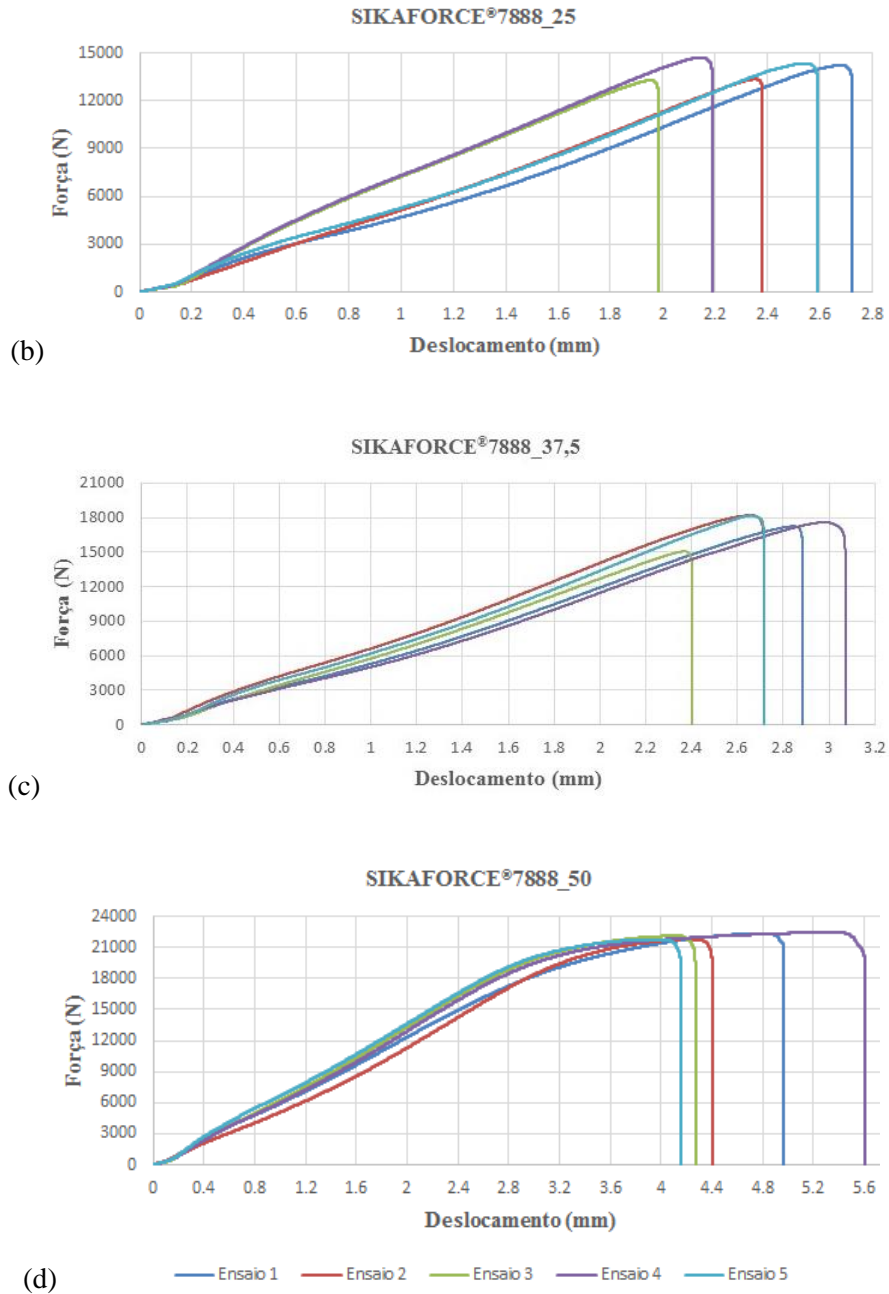 SIKAFORCE®7888_25
15000
12000
9000
6000
3000
0
Força (N)
0 0.2 0.4 0.6 0.8 1 1.2 1.4 1.6 1.8 2 2.2 2.4 2.6 2.8
Deslocamento (mm)
(b)
SIKAFORCE®7888_37,5
21000
18000
15000
12000
9000
6000
3000
0
Força (N)
0 0.2 0.4 0.6 0.8 1 1.2 1.4 1.6 1.8 2 2.2 2.4 2.6 2.8 3 3.2
Deslocamento (mm)
(c)
SIKAFORCE®7888_50
24000
21000
18000
15000
12000
9000
6000
3000
0
Força (N)
0 0.4 0.8 1.2 1.6 2 2.4 2.8 3.2 3.6 4 4.4 4.8 5.2 5.6
Deslocamento (mm)
(d)
Ensaio 1 Ensaio 2 Ensaio 3 Ensaio 4 Ensaio 5